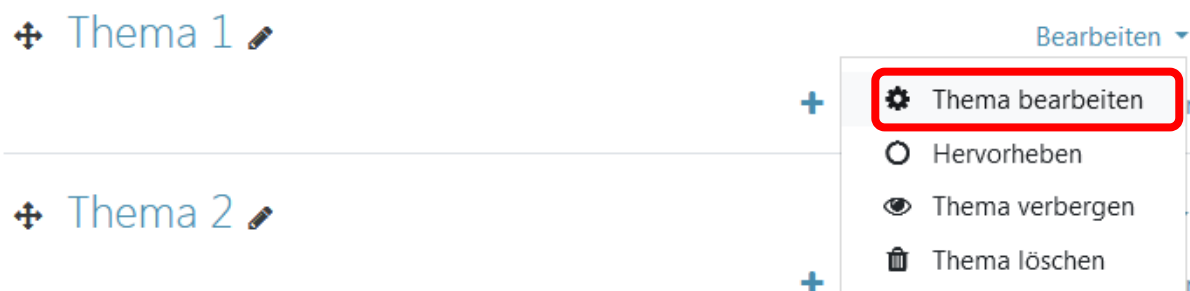 Thema 1
Bearbeiten
Thema bearbeiten
Hervorheben
Thema 2
Thema verbergen
Thema löschen